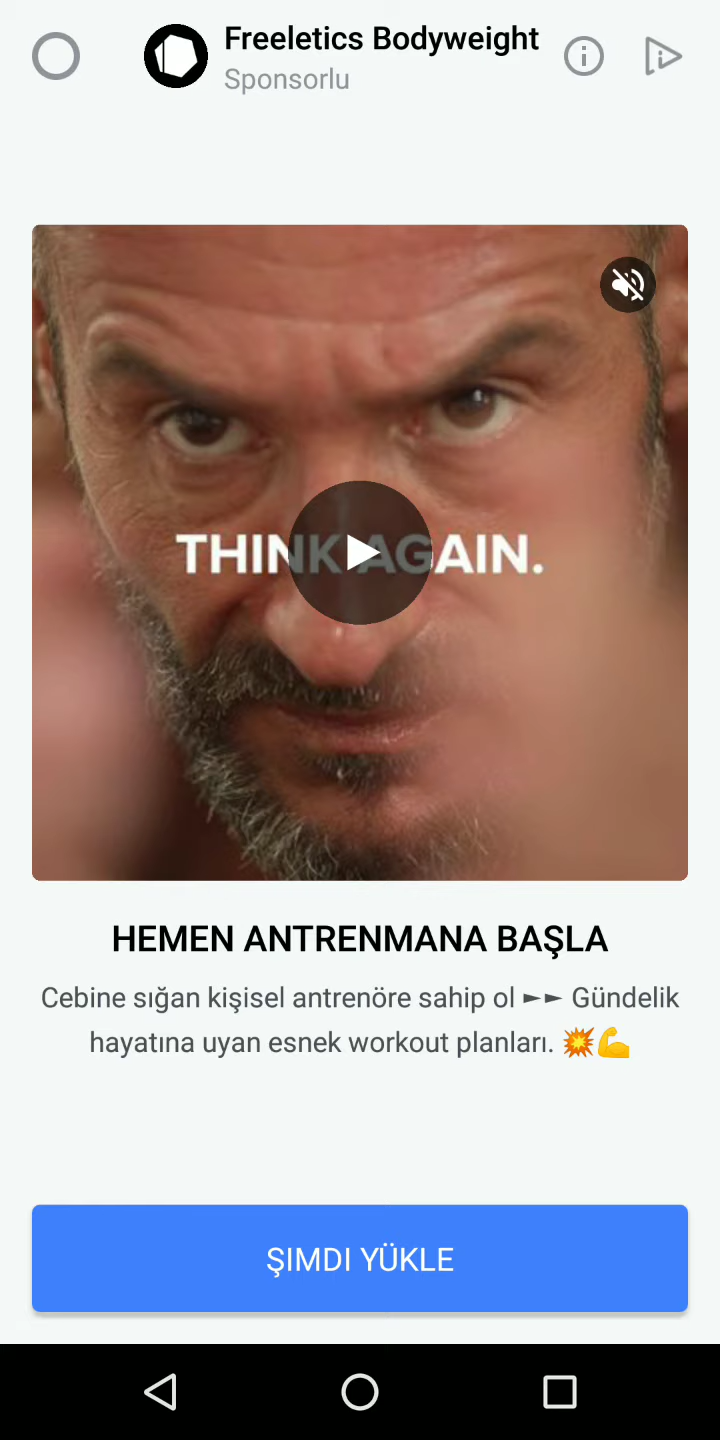 Freeletics Bodyweight
Sponsorlu
THINK AGAIN.
HEMEN ANTRENMANA BAŞLA
Cebine sığan kişisel antrenöre sahip ol ►► Gündelik
hayatına uyan esnek workout planları. 💥💪
ŞIMDI YÜKLE